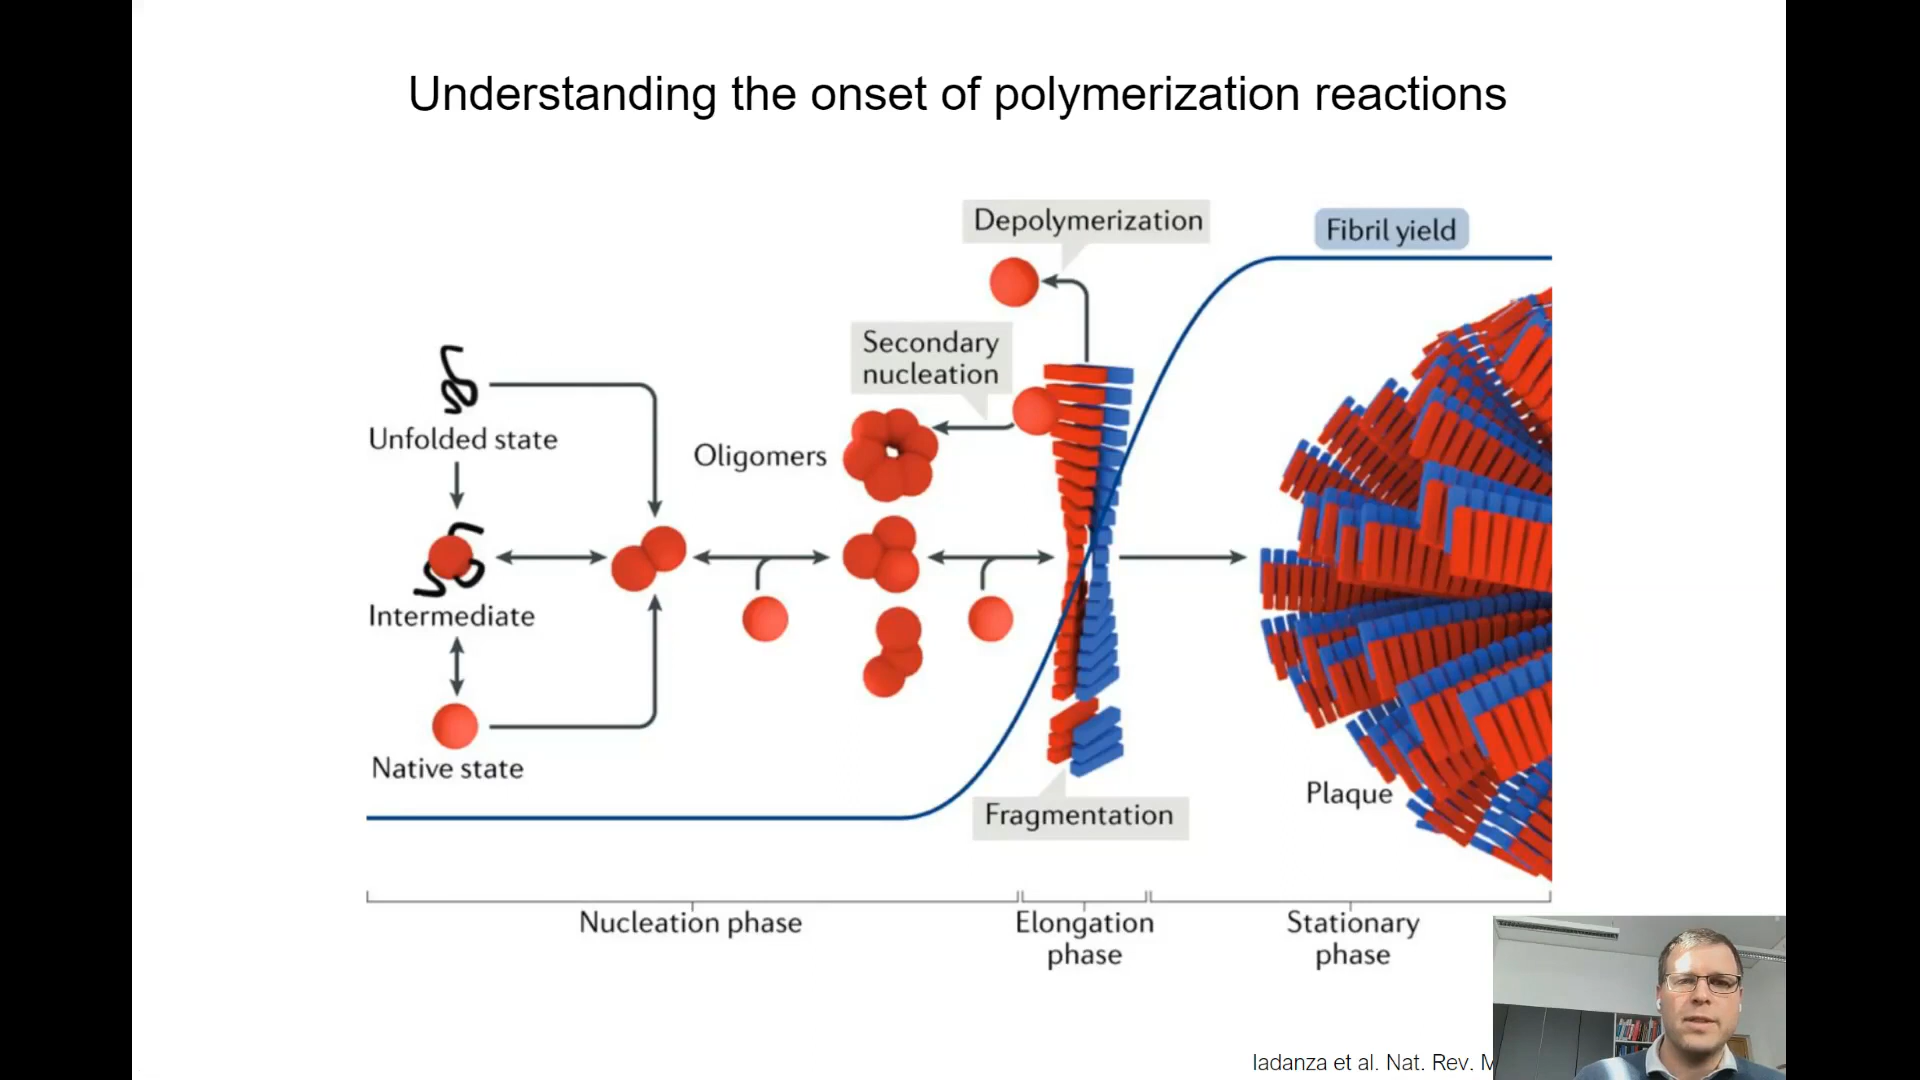 Understanding the onset of polymerization reactions
Depolymerization
Fibril yield
Secondary
nucleation
Unfolded state
Oligomers
Intermediate
Native state
Plaque
Fragmentation
Nucleation phase
Elongation
phase
Stationary
phase
Iadanza et al. Nat. Rev.